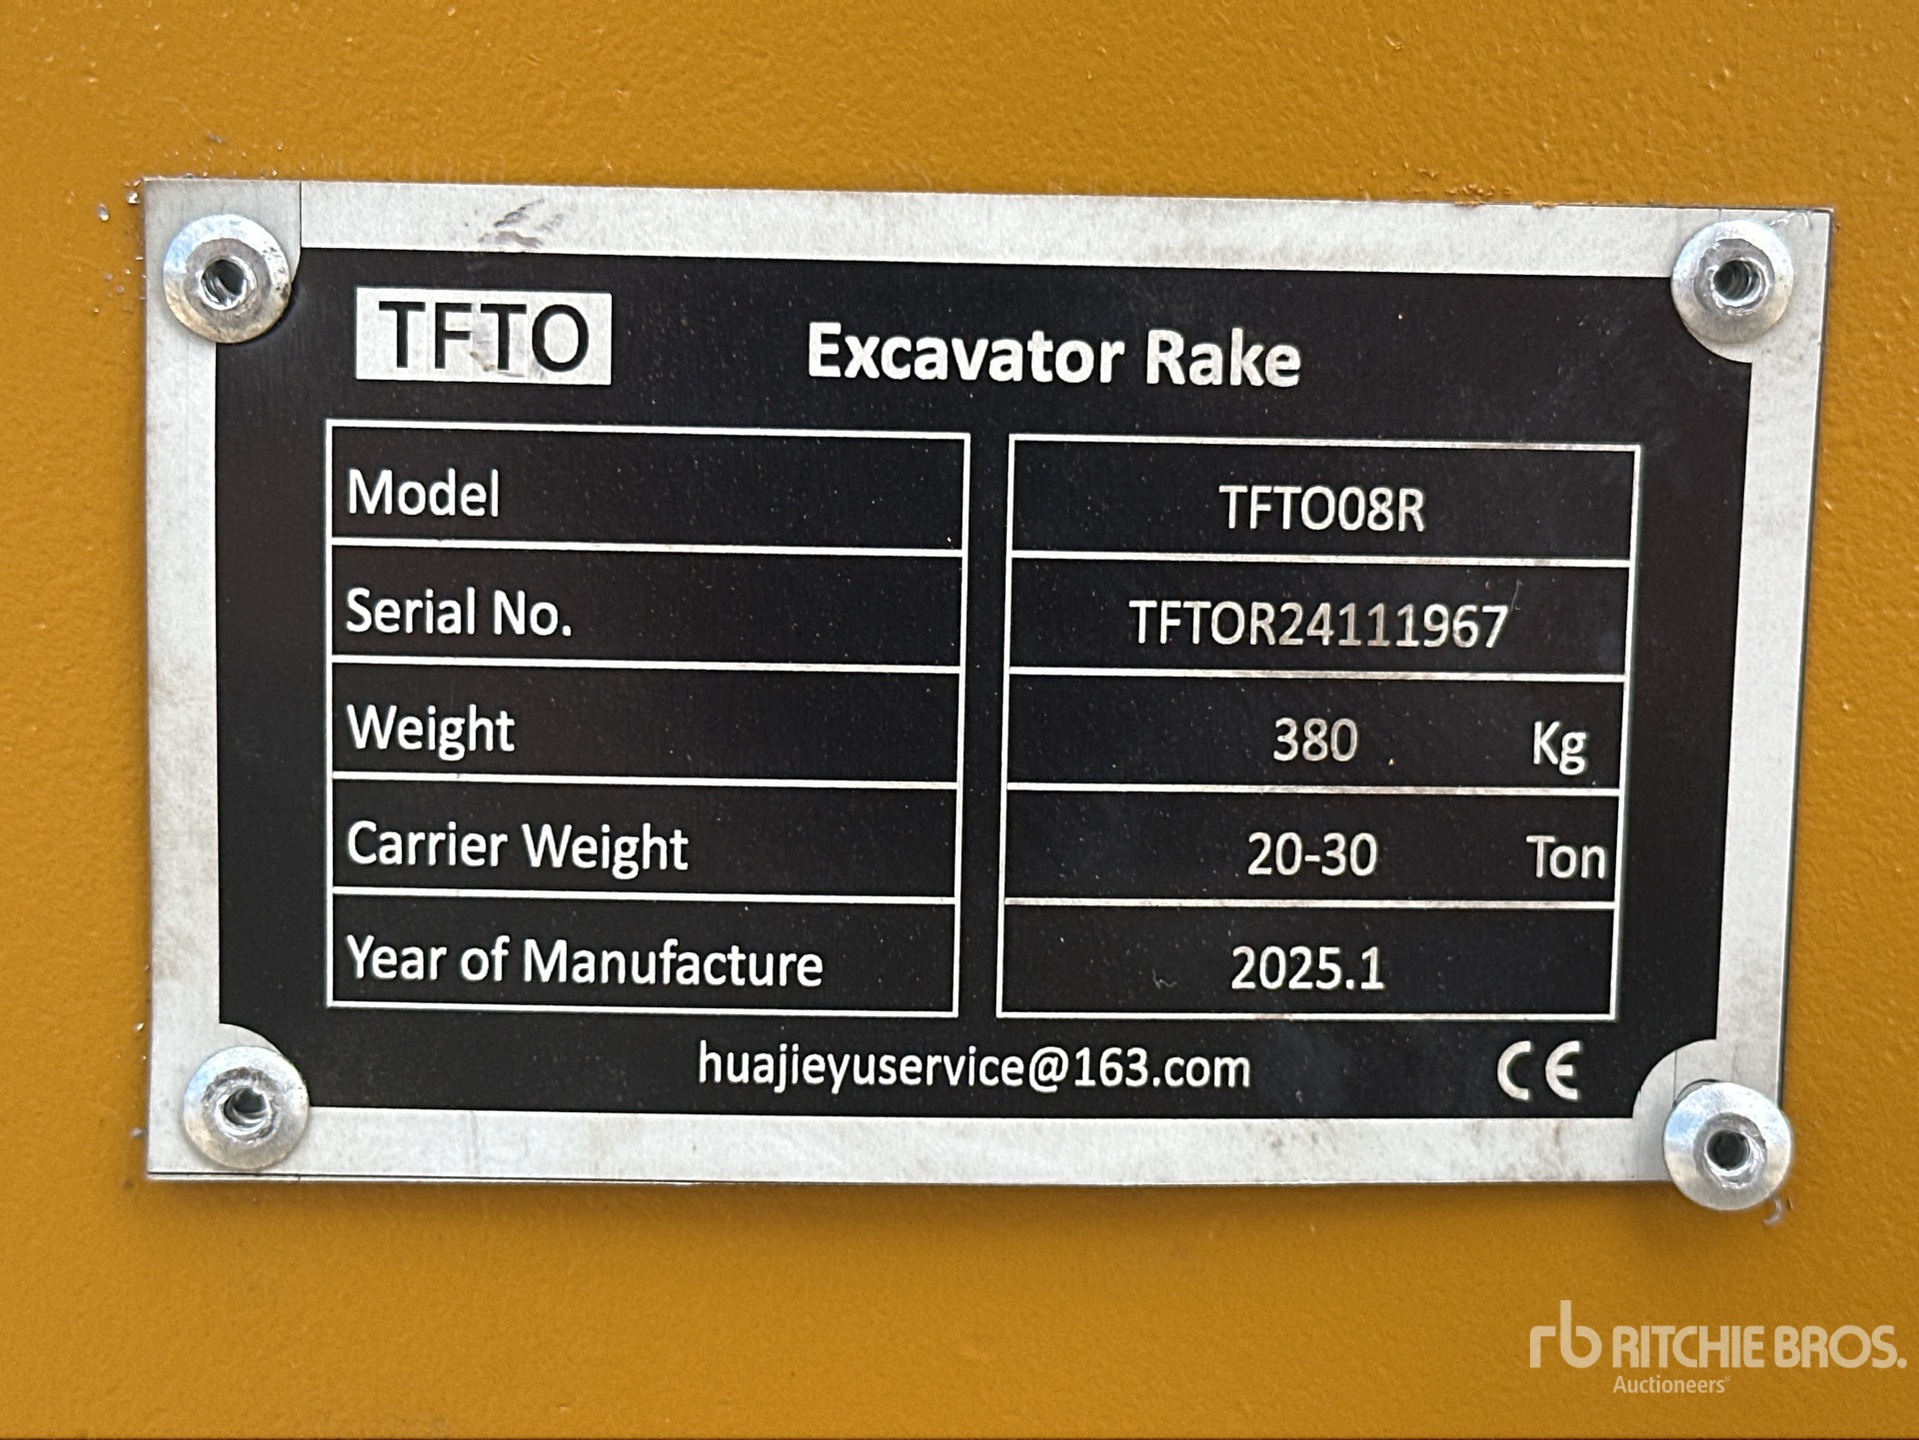 TFTO
Excavator Rake
Model TFTO08R
Serial No. TFTOR24111967
Weight 380 Kg
Carrier Weight 20-30 Ton
Year of Manufacture 2025.1
huajieyuservice@163.com CE
rb RITCHIE BROS.
Auctioneers